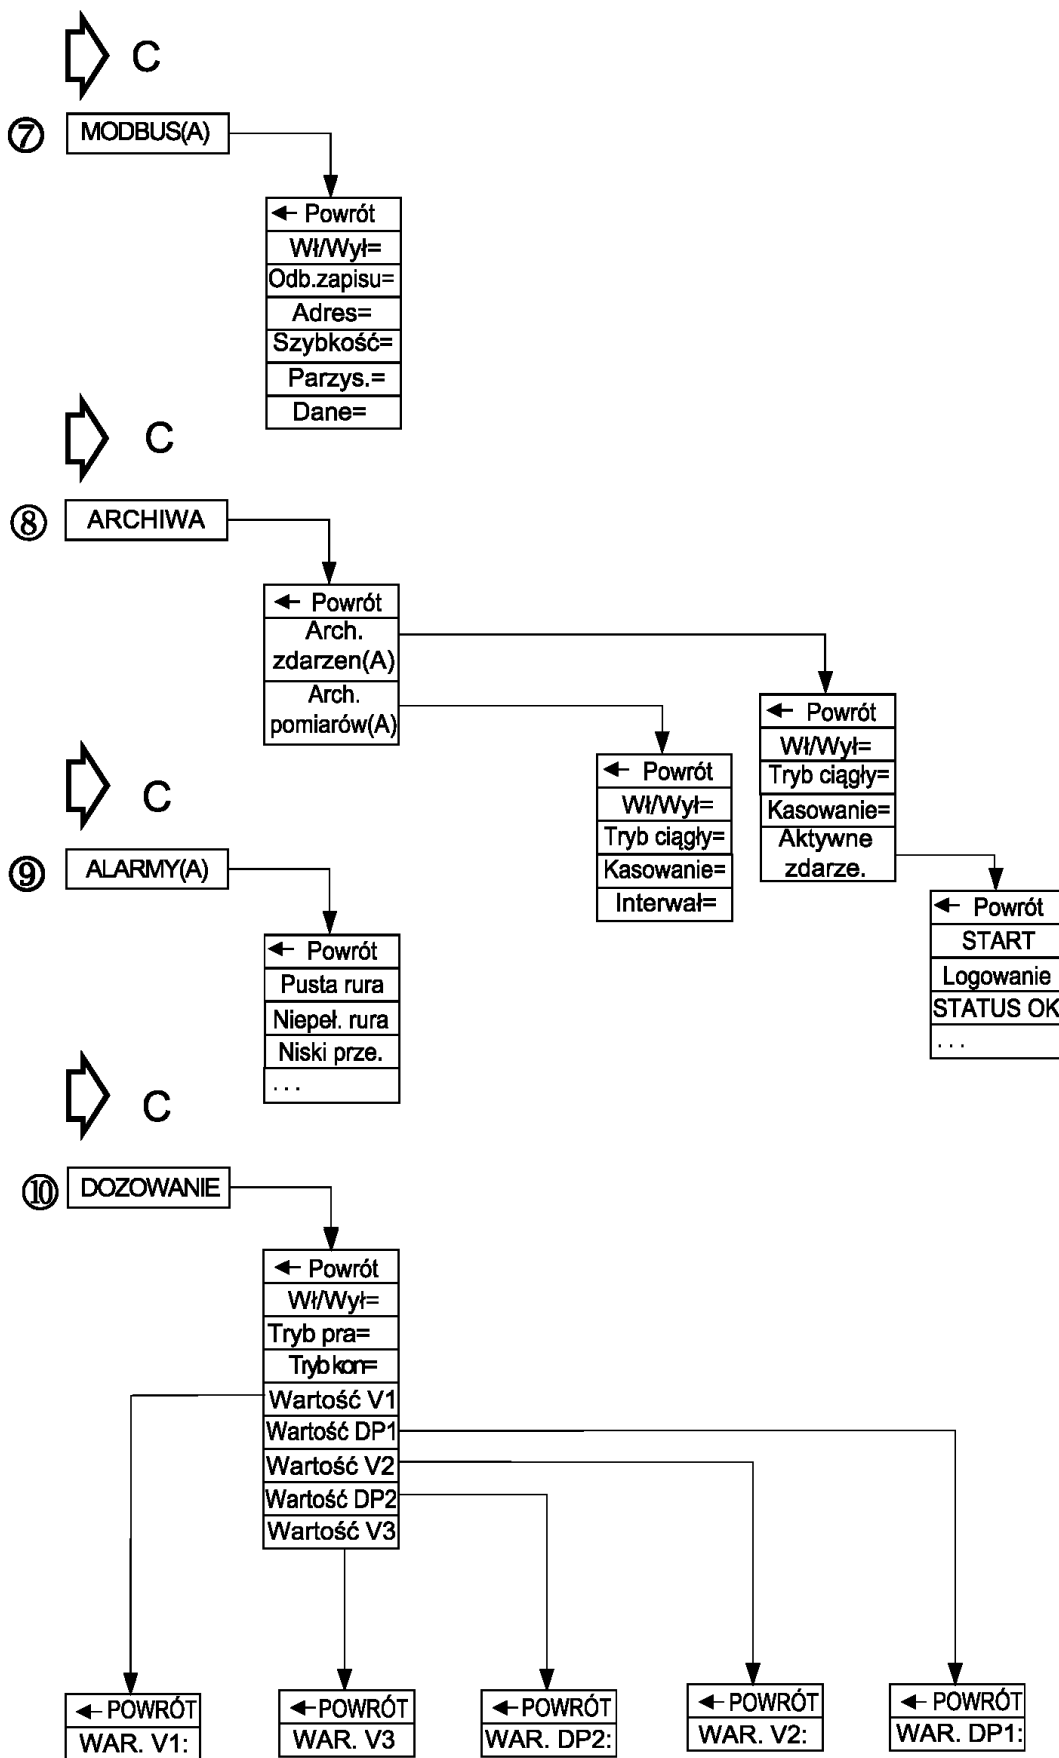 C
⑦ MODBUS(A)
← Powrót
Wł/Wył=
Odb.zapisu=
Adres=
Szybkość=
Parzys.=
Dane=
C
⑧ ARCHIWA
← Powrót
Arch.
zdarzen(A)
Arch.
pomiarów(A)
← Powrót
Wł/Wył=
Tryb ciągły=
Kasowanie=
Interwał=
← Powrót
Wł/Wył=
Tryb ciągły=
Kasowanie=
Aktywne
zdarze.
← Powrót
START
Logowanie
STATUS OK
...
C
⑨ ALARMY(A)
← Powrót
Pusta rura
Niepeł. rura
Niski prze.
...
C
⑩ DOZOWANIE
← Powrót
Wł/Wył=
Tryb pra=
Tryb kon=
Wartość V1
Wartość DP1
Wartość V2
Wartość DP2
Wartość V3
← POWRÓT
WAR. V1:
← POWRÓT
WAR. V3
← POWRÓT
WAR. DP2:
← POWRÓT
WAR. V2:
← POWRÓT
WAR. DP1: